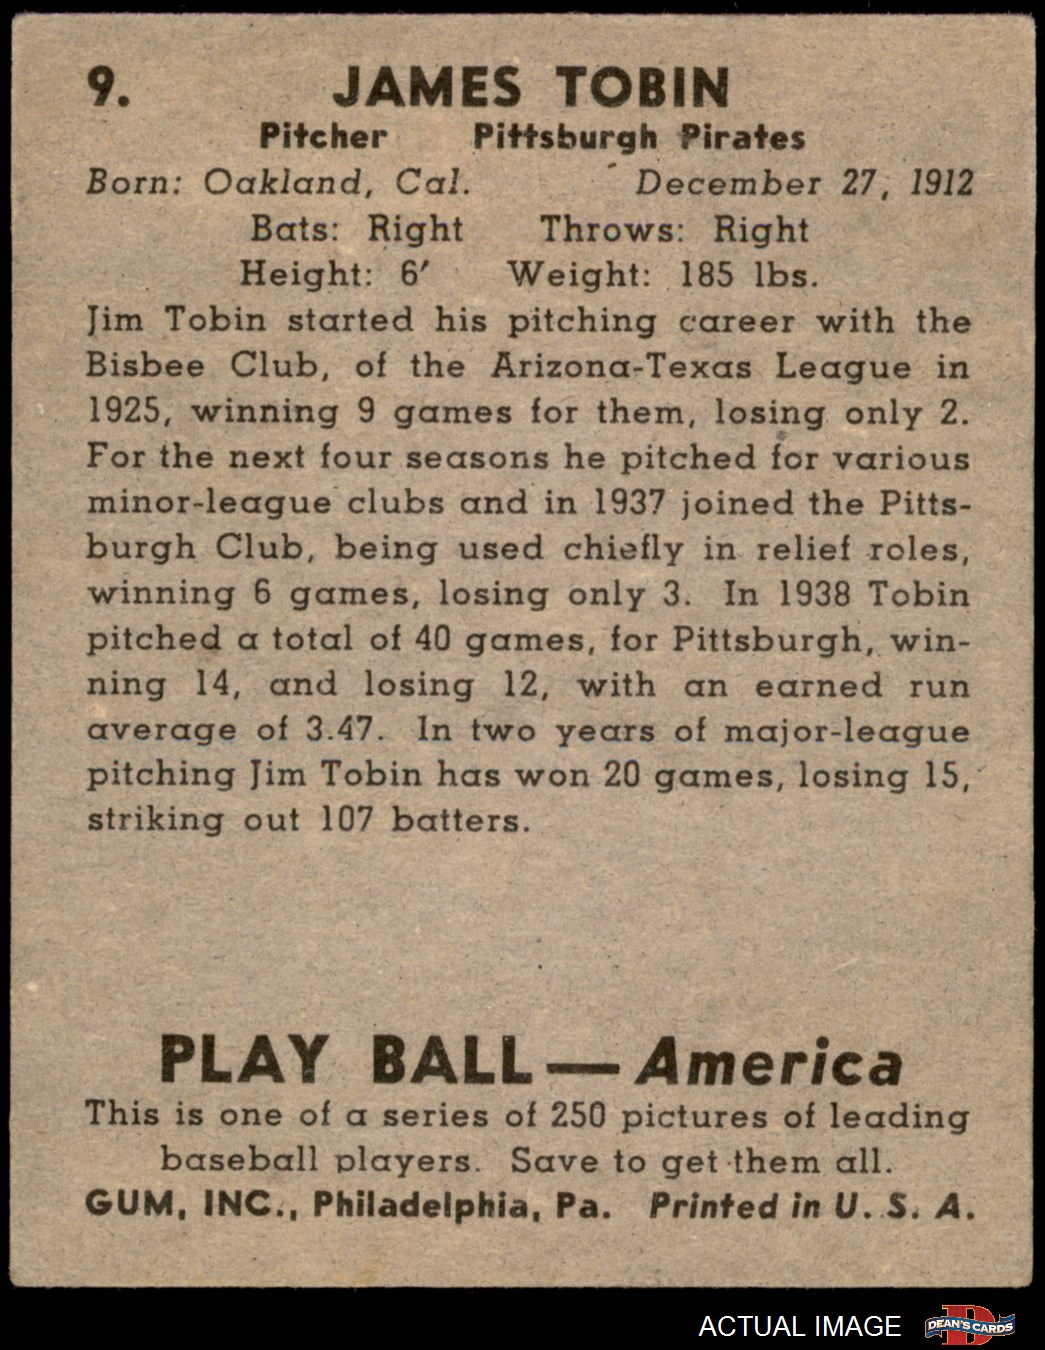 9. JAMES TOBIN
Pitcher Pittsburgh Pirates
Born: Oakland, Cal. December 27, 1912
Bats: Right Throws: Right
Height: 6′ Weight: 185 lbs.
Jim Tobin started his pitching career with the
Bisbee Club, of the Arizona-Texas League in
1925, winning 9 games for them, losing only 2.
For the next four seasons he pitched for various
minor-league clubs and in 1937 joined the Pitts-
burgh Club, being used chiefly in relief roles,
winning 6 games, losing only 3. In 1938 Tobin
pitched a total of 40 games, for Pittsburgh, win-
ning 14, and losing 12, with an earned run
average of 3.47. In two years of major-league
pitching Jim Tobin has won 20 games, losing 15,
striking out 107 batters.
PLAY BALL — America
This is one of a series of 250 pictures of leading
baseball players. Save to get them all.
GUM, INC., Philadelphia, Pa. Printed in U. S. A.
ACTUAL IMAGE
D
DEAN'S CARDS